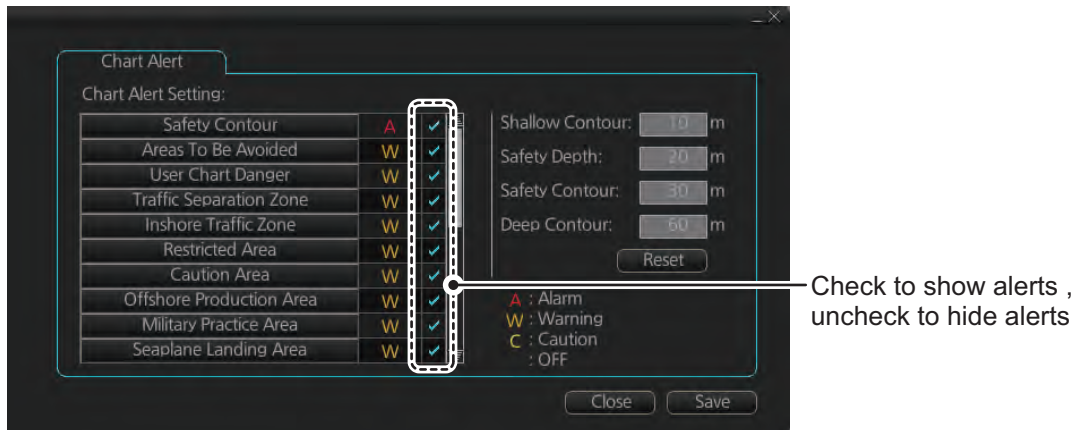 Chart Alert
Chart Alert Setting:
Safety Contour A
Areas To Be Avoided W
User Chart Danger W
Traffic Separation Zone W
Inshore Traffic Zone W
Restricted Area W
Caution Area W
Offshore Production Area W
Military Practice Area W
Seaplane Landing Area W
Shallow Contour: 10 m
Safety Depth: 20 m
Safety Contour: 30 m
Deep Contour: 60 m
Reset
A : Alarm
W : Warning
C : Caution
: OFF
Close Save
Check to show alerts ,
uncheck to hide alerts